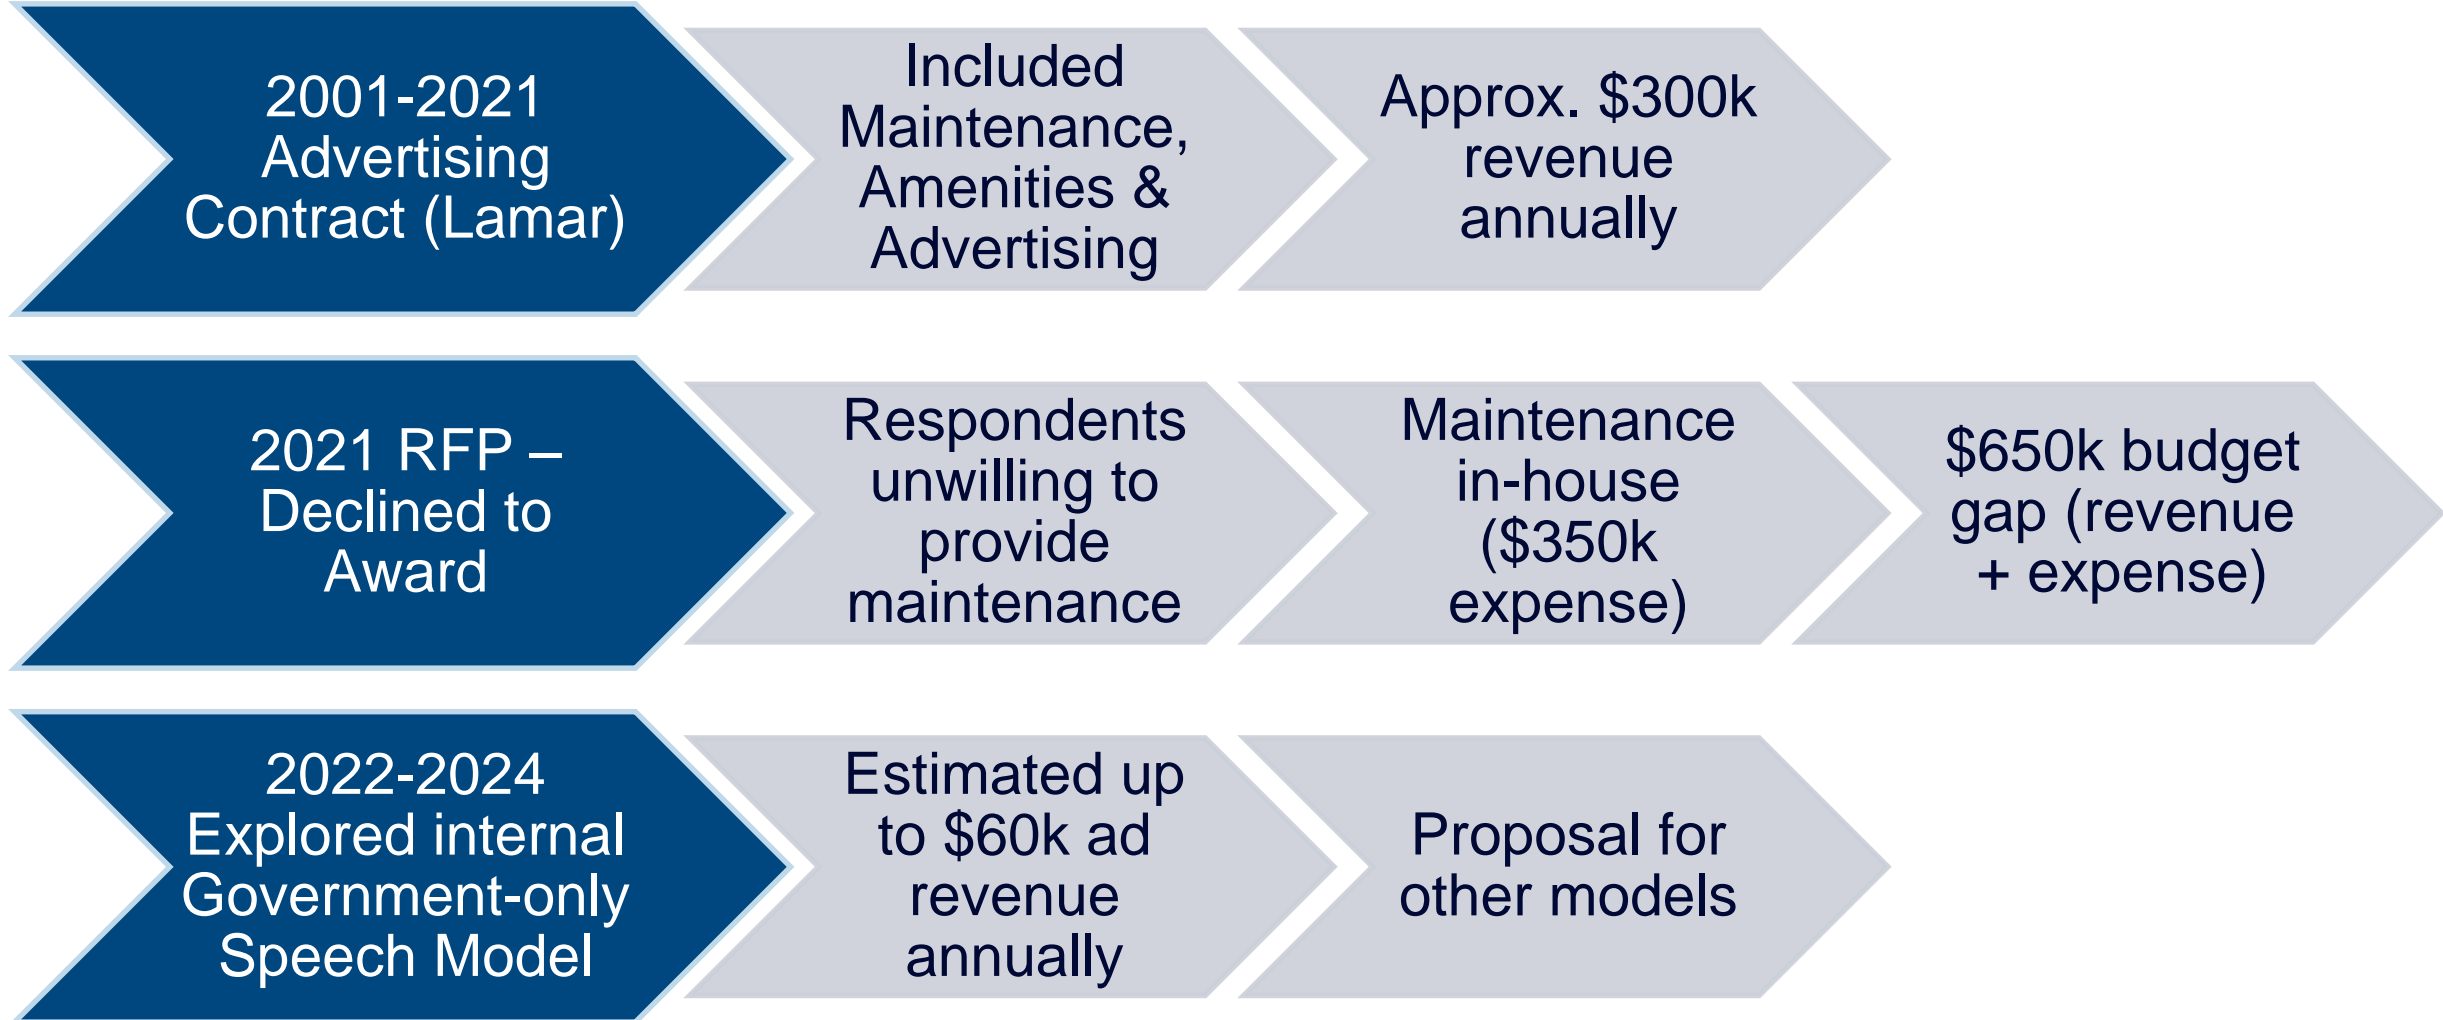 2001-2021
Advertising
Contract (Lamar)
Included
Maintenance,
Amenities &
Advertising
Approx. $300k
revenue
annually
2021 RFP –
Declined to
Award
Respondents
unwilling to
provide
maintenance
Maintenance
in-house
($350k
expense)
$650k budget
gap (revenue
+ expense)
2022-2024
Explored internal
Government-only
Speech Model
Estimated up
to $60k ad
revenue
annually
Proposal for
other models